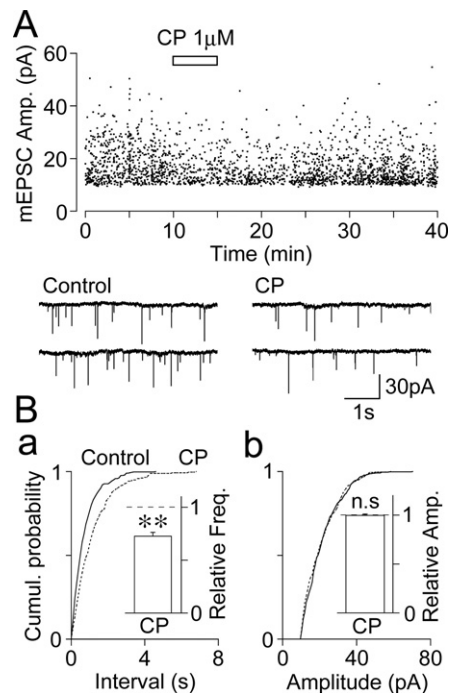 A
CP 1μM
mEPSC Amp. (pA)
60
40
20
0
0 10 20 30 40
Time (min)
Control CP
30pA
1s
B
a b
Control CP
Cumul. probability
1
0
0 4 8
Interval (s)
**
1
0
Relative Freq.
CP
1
0
0 40 80
Amplitude (pA)
n.s
1
0
Relative Amp.
CP